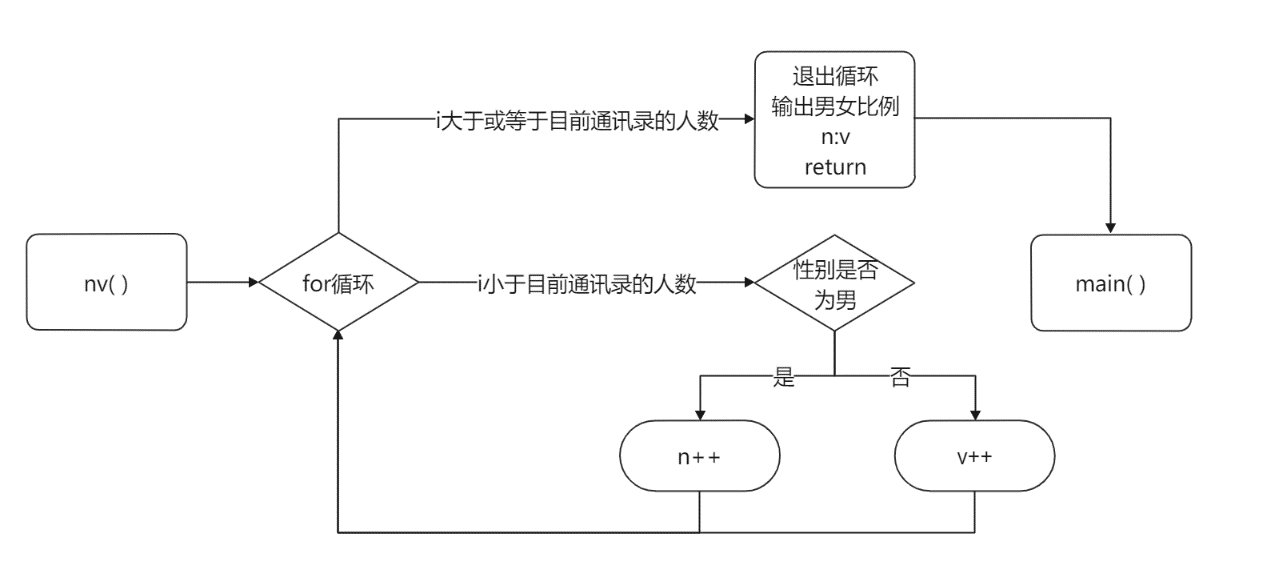 退出循环
输出男女比例
n:v
return
i大于或等于目前通讯录的人数
nv( )
for循环
i小于目前通讯录的人数
性别是否
为男
main( )
是
否
n++
v++